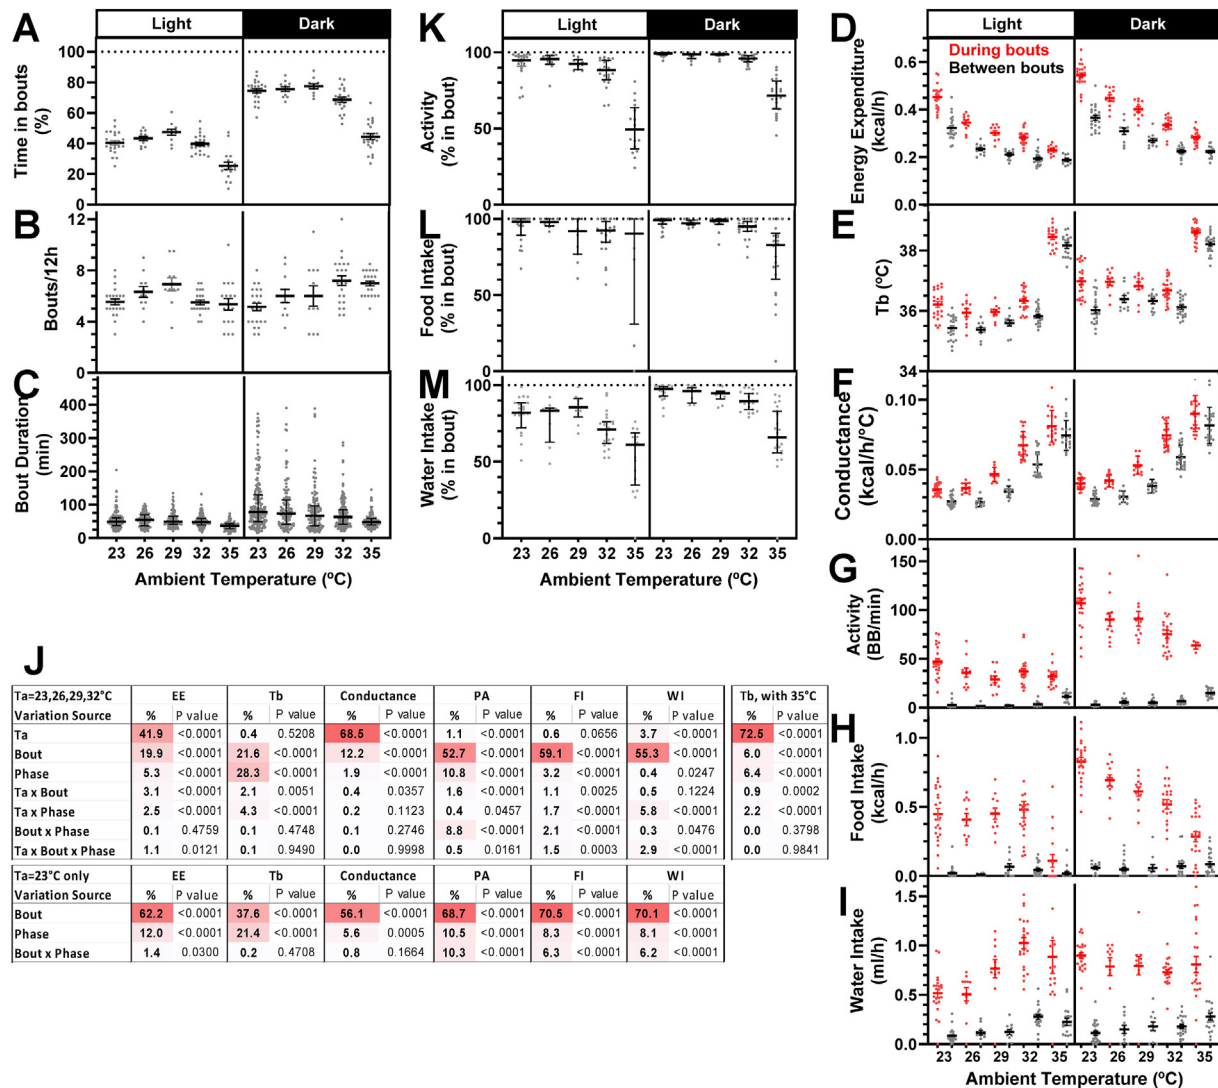 A
Light
Dark
Time in bouts
(%)
100
80
60
40
20
0
B
Bouts/12h
12
8
4
0
C
Bout Duration
(min)
400
300
200
100
0
23 26 29 32 35 23 26 29 32 35
Ambient Temperature (ºC)
K
Light
Dark
Activity
(% in bout)
100
50
0
L
Food Intake
(% in bout)
100
50
0
M
Water Intake
(% in bout)
100
50
0
23 26 29 32 35 23 26 29 32 35
Ambient Temperature (ºC)
D
Light
Dark
During bouts
Between bouts
Energy Expenditure
(kcal/h)
0.6
0.4
0.2
0.0
E
Tb (ºC)
38
36
34
F
Conductance
(kcal/h/°C)
0.10
0.05
0.00
G
Activity
(BB/min)
150
100
50
0
H
Food Intake
(kcal/h)
1.0
0.5
0.0
I
Water Intake
(ml/h)
1.5
1.0
0.5
0.0
23 26 29 32 35 23 26 29 32 35
Ambient Temperature (ºC)
J
Ta=23,26,29,32°C EE Tb Conductance PA FI WI Tb, with 35°C
Variation Source % P value % P value % P value % P value % P value % P value % P value
Ta 41.9 <0.0001 0.4 0.5208 68.5 <0.0001 1.1 <0.0001 0.6 0.0656 3.7 <0.0001 72.5 <0.0001
Bout 19.9 <0.0001 21.6 <0.0001 12.2 <0.0001 52.7 <0.0001 59.1 <0.0001 55.3 <0.0001 6.0 <0.0001
Phase 5.3 <0.0001 28.3 <0.0001 1.9 <0.0001 10.8 <0.0001 3.2 <0.0001 0.4 0.0247 6.4 <0.0001
Ta x Bout 3.1 <0.0001 2.1 0.0051 0.4 0.0357 1.6 <0.0001 1.1 0.0025 0.5 0.1224 0.9 0.0002
Ta x Phase 2.5 <0.0001 4.3 <0.0001 0.2 0.1123 0.4 0.0457 1.7 <0.0001 5.8 <0.0001 2.2 <0.0001
Bout x Phase 0.1 0.4759 0.1 0.4748 0.1 0.2746 8.8 <0.0001 2.1 <0.0001 0.3 0.0476 0.0 0.3798
Ta x Bout x Phase 1.1 0.0121 0.1 0.9490 0.0 0.9998 0.5 0.0161 1.5 0.0003 2.9 <0.0001 0.0 0.9841
Ta=23°C only EE Tb Conductance PA FI WI
Variation Source % P value % P value % P value % P value % P value % P value
Bout 62.2 <0.0001 37.6 <0.0001 56.1 <0.0001 68.7 <0.0001 70.5 <0.0001 70.1 <0.0001
Phase 12.0 <0.0001 21.4 <0.0001 5.6 0.0005 10.5 <0.0001 8.3 <0.0001 8.1 <0.0001
Bout x Phase 1.4 0.0300 0.2 0.4708 0.8 0.1664 10.3 <0.0001 6.3 <0.0001 6.2 <0.0001